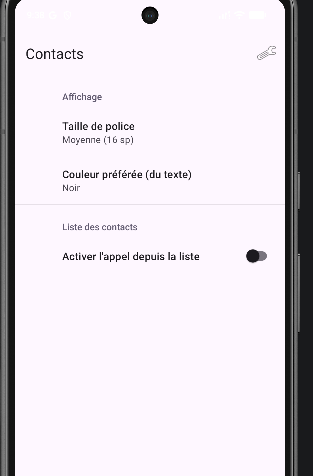 Contacts
Affichage
Taille de police
Moyenne (16 sp)
Couleur préférée (du texte)
Noir
Liste des contacts
Activer l'appel depuis la liste